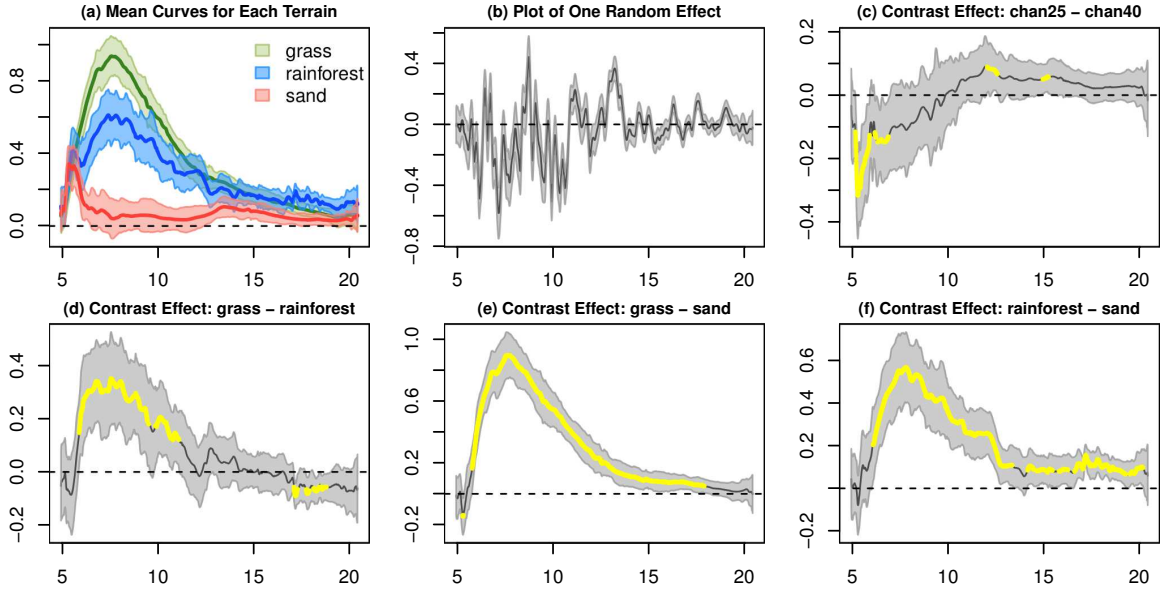 (a) Mean Curves for Each Terrain
0.0 0.4 0.8
grass
rainforest
sand
5 10 15 20
(b) Plot of One Random Effect
−0.8 −0.4 0.0 0.4
5 10 15 20
(c) Contrast Effect: chan25 − chan40
−0.4 −0.2 0.0 0.2
5 10 15 20
(d) Contrast Effect: grass − rainforest
−0.2 0.0 0.2 0.4
5 10 15 20
(e) Contrast Effect: grass − sand
−0.2 0.2 0.6 1.0
5 10 15 20
(f) Contrast Effect: rainforest − sand
−0.2 0.2 0.4 0.6
5 10 15 20